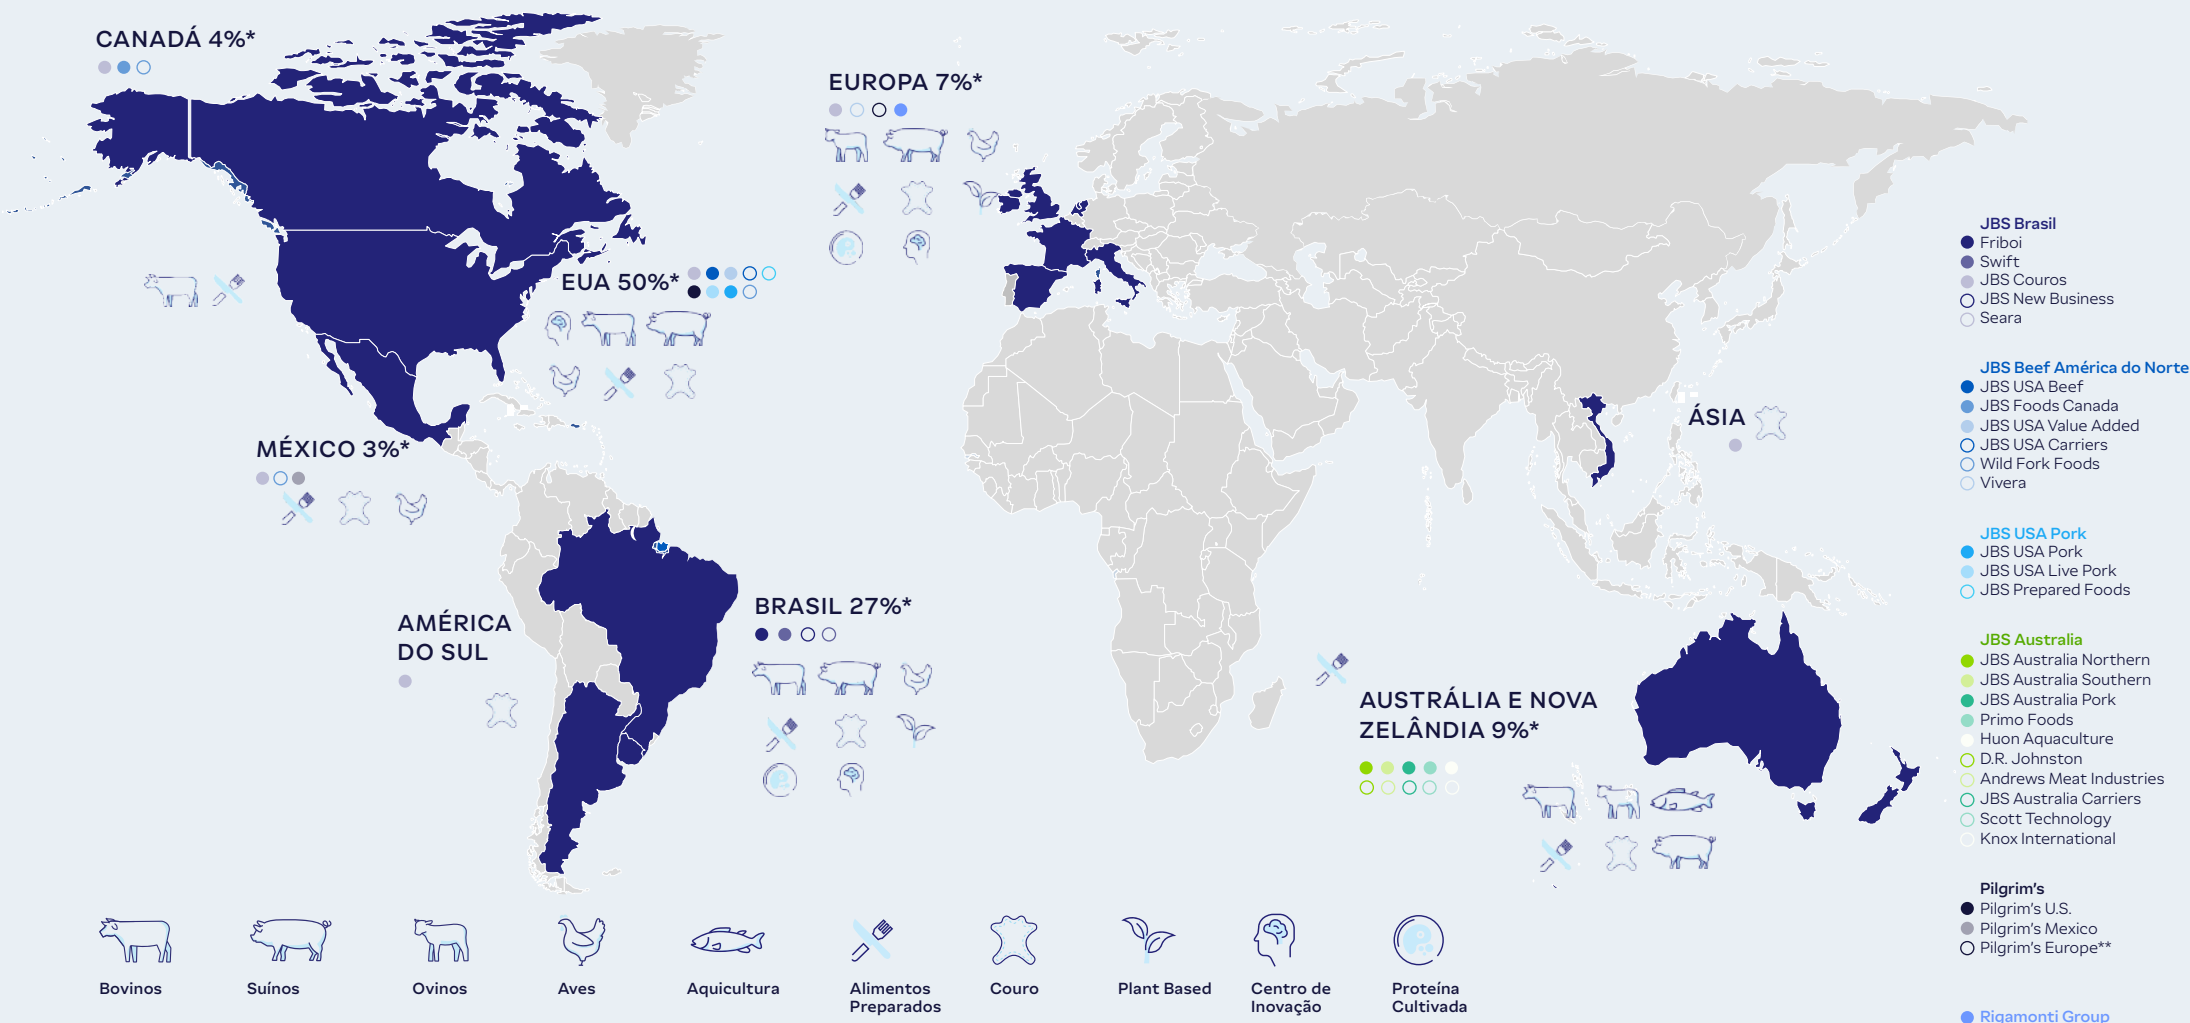 CANADÁ 4%*
EUROPA 7%*
EUA 50%*
MÉXICO 3%*
ÁSIA
AMÉRICA
DO SUL
BRASIL 27%*
AUSTRÁLIA E NOVA
ZELÂNDIA 9%*
JBS Brasil
Friboi
Swift
JBS Couros
JBS New Business
Seara
JBS Beef América do Norte
JBS USA Beef
JBS Foods Canada
JBS USA Value Added
JBS USA Carriers
Wild Fork Foods
Vivera
JBS USA Pork
JBS USA Pork
JBS USA Live Pork
JBS Prepared Foods
JBS Australia
JBS Australia Northern
JBS Australia Southern
JBS Australia Pork
Primo Foods
Huon Aquaculture
D.R. Johnston
Andrews Meat Industries
JBS Australia Carriers
Scott Technology
Knox International
Pilgrim's
Pilgrim's U.S.
Pilgrim's Mexico
Pilgrim's Europe**
Rigamonti Group
Bovinos
Suínos
Ovinos
Aves
Aquicultura
Alimentos
Preparados
Couro
Plant Based
Centro de
Inovação
Proteína
Cultivada